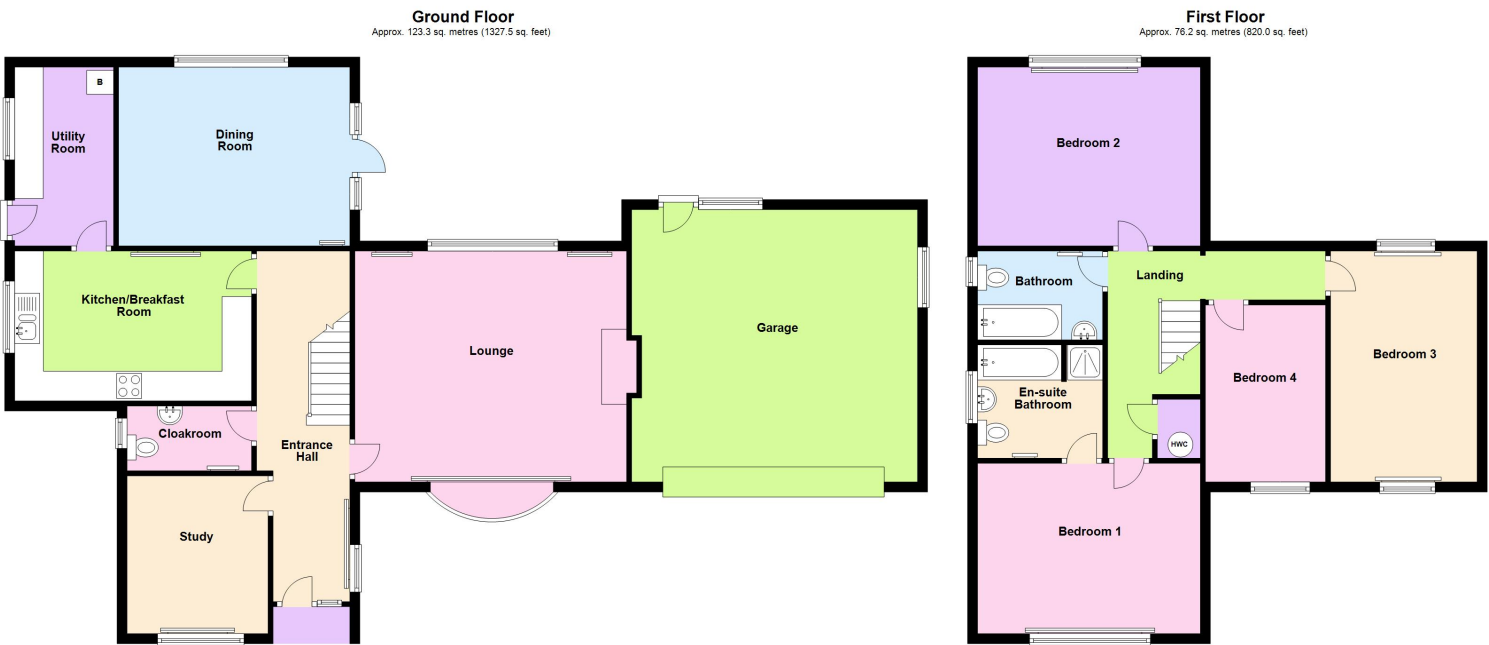 Ground Floor
Approx. 123.3 sq. metres (1327.5 sq. feet)
B
Utility
Room
Dining
Room
Kitchen/Breakfast
Room
Lounge
Garage
Cloakroom
Entrance
Hall
Study
First Floor
Approx. 76.2 sq. metres (820.0 sq. feet)
Bedroom 2
Bathroom
Landing
En-suite
Bathroom
Bedroom 4
Bedroom 3
HWC
Bedroom 1